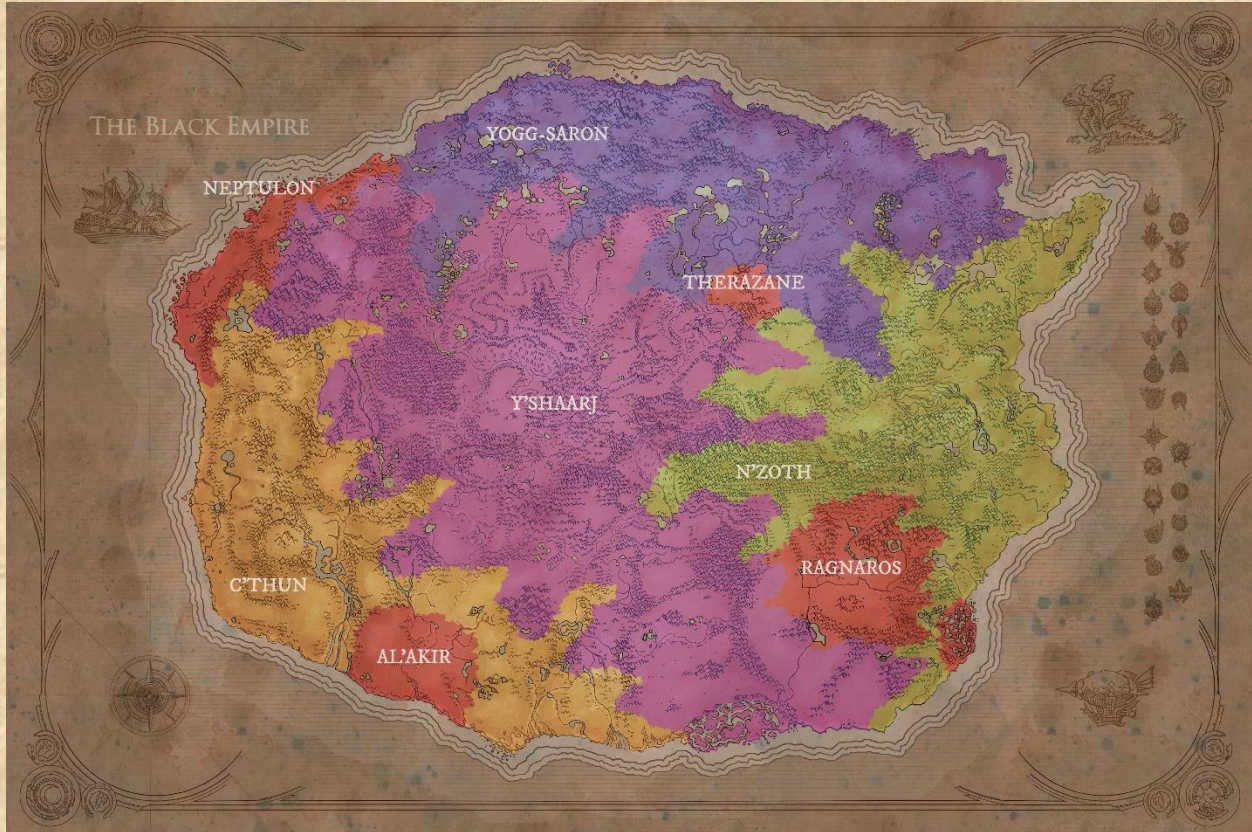 THE BLACK EMPIRE
YOGG-SARON
NEPTULON
THERAZANE
Y'SHAARJ
N'ZOTH
RAGNAROS
C'THUN
AL'AKIR